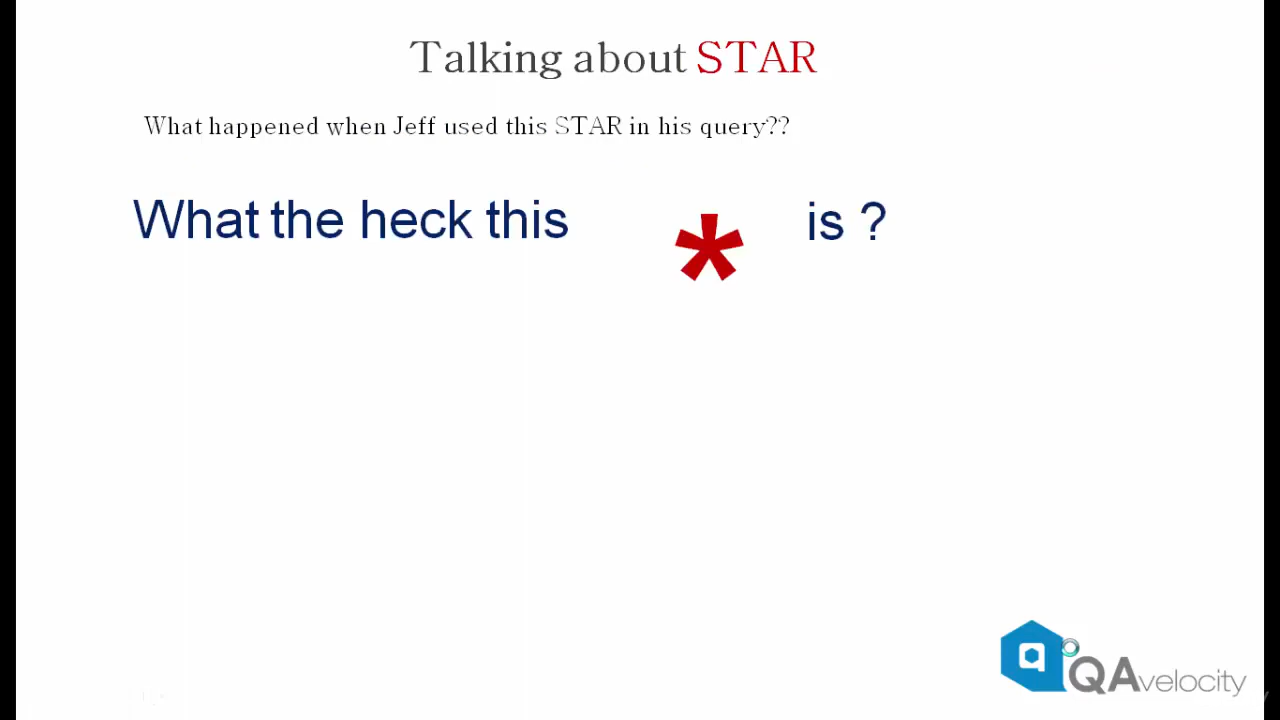 Talking about STAR
What happened when Jeff used this STAR in his query??
What the heck this * is ?
q QAvelocity